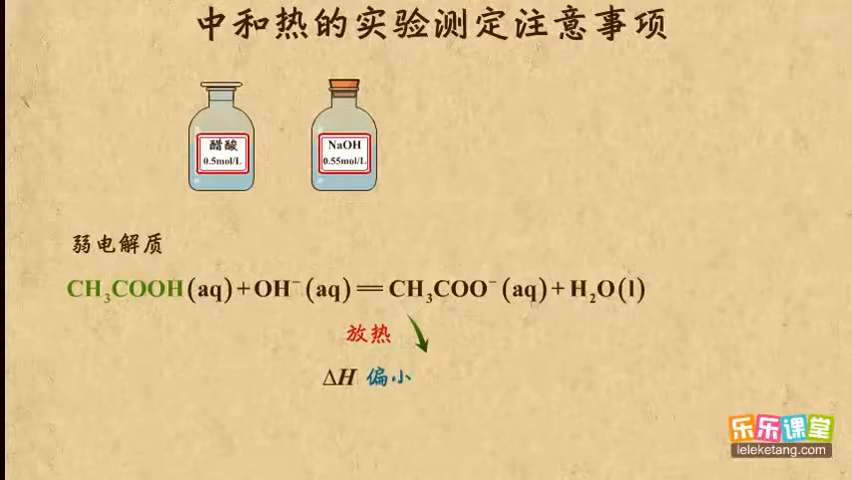 中和热的实验测定注意事项
醋酸
0.5mol/L
NaOH
0.55mol/L
弱电解质
CH₃COOH(aq)+OH⁻(aq)═CH₃COO⁻(aq)+H₂O(l)
放热
ΔH 偏小
乐乐课堂
leleketang.com